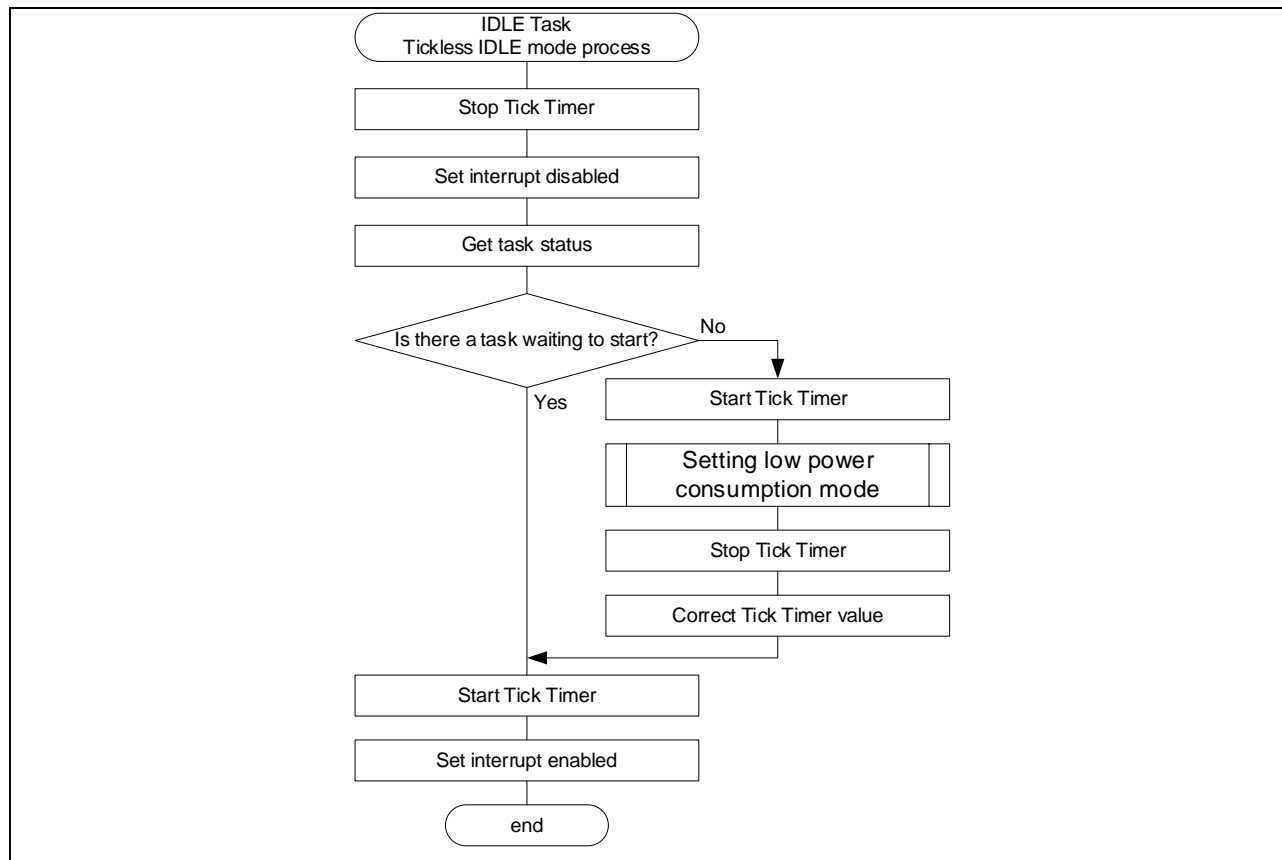 IDLE Task
Tickless IDLE mode process
Stop Tick Timer
Set interrupt disabled
Get task status
Is there a task waiting to start?
No
Yes
Start Tick Timer
Setting low power
consumption mode
Stop Tick Timer
Correct Tick Timer value
Start Tick Timer
Set interrupt enabled
end